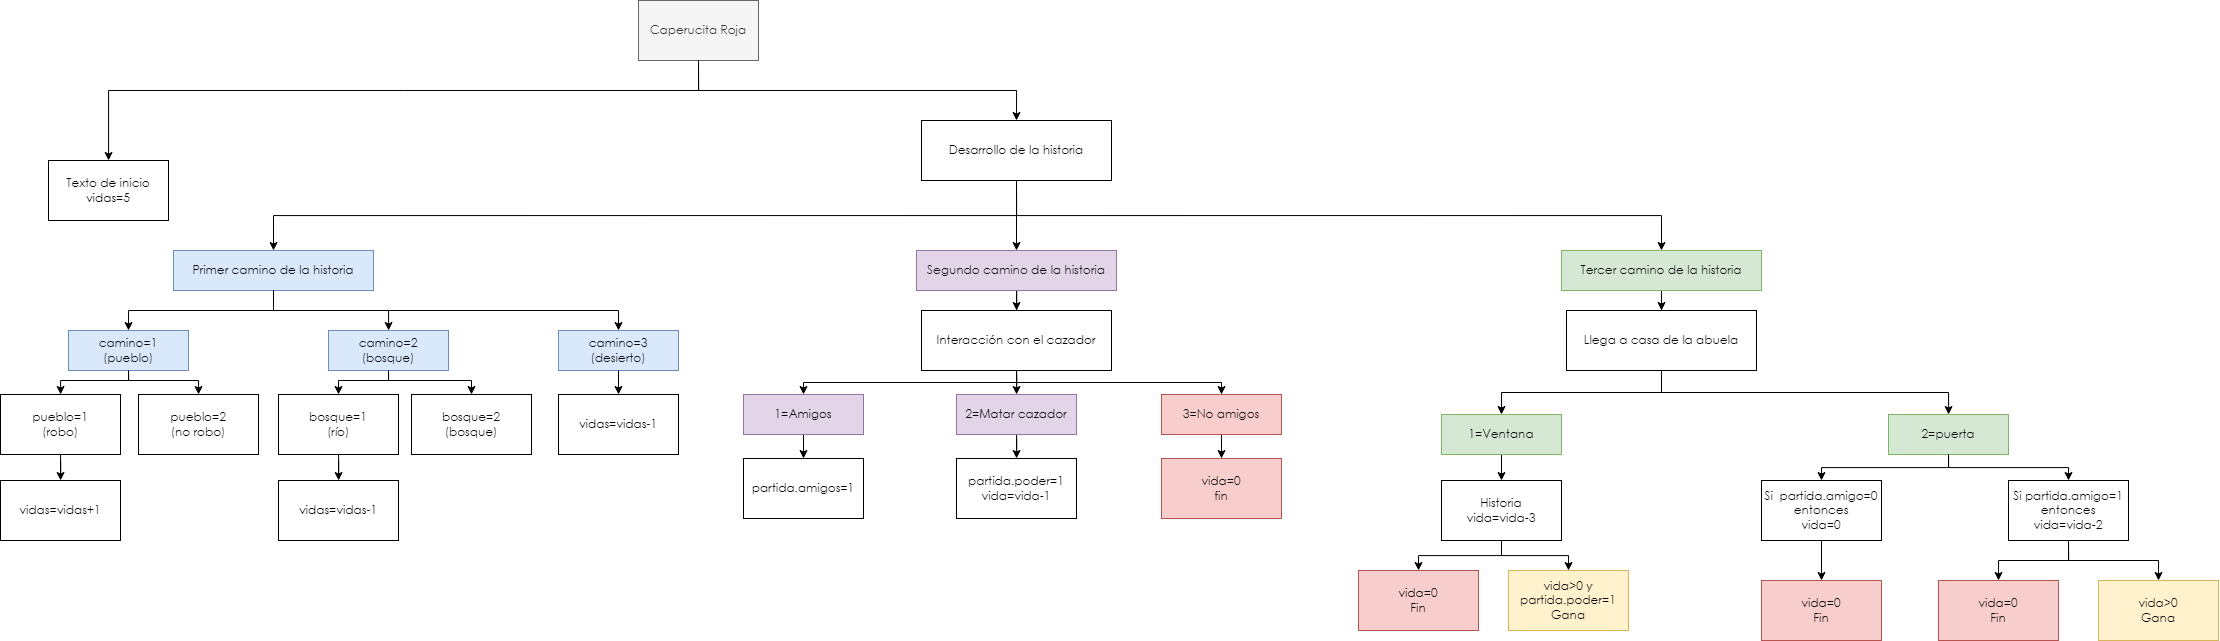 Caperucita Roja
Desarrollo de la historia
Texto de inicio
vidas=5
Primer camino de la historia
Segundo camino de la historia
Tercer camino de la historia
camino=1
(pueblo)
camino=2
(bosque)
camino=3
(desierto)
Interacción con el cazador
Llega a casa de la abuela
pueblo=1
(robo)
pueblo=2
(no robo)
bosque=1
(río)
bosque=2
(bosque)
vidas=vidas-1
1=Amigos
2=Matar cazador
3=No amigos
1=Ventana
2=puerta
vidas=vidas+1
vidas=vidas-1
partida.amigos=1
partida.poder=1
vida=vida-1
vida=0
fin
Historia
vida=vida-3
Si partida.amigo=0
entonces
vida=0
Si partida.amigo=1
entonces
vida=vida-2
vida=0
Fin
vida>0 y
partida.poder=1
Gana
vida=0
Fin
vida=0
Fin
vida>0
Gana